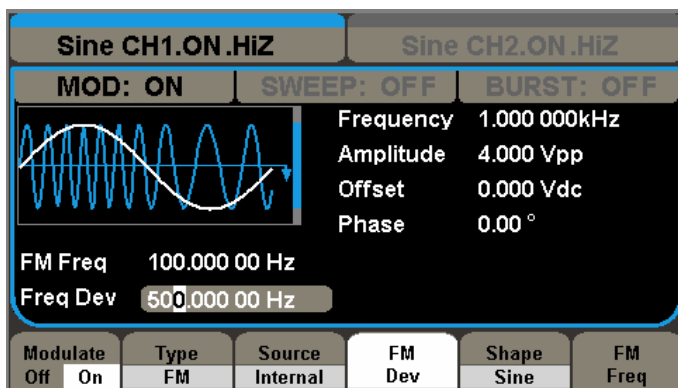 Sine CH1.ON.HiZ Sine CH2.ON.HiZ
MOD: ON SWEEP: OFF BURST: OFF
Frequency 1.000 000kHz
Amplitude 4.000 Vpp
Offset 0.000 Vdc
Phase 0.00 °
FM Freq 100.000 00 Hz
Freq Dev 500.000 00 Hz
Modulate Type Source FM Shape FM
Off On FM Internal Dev Sine Freq